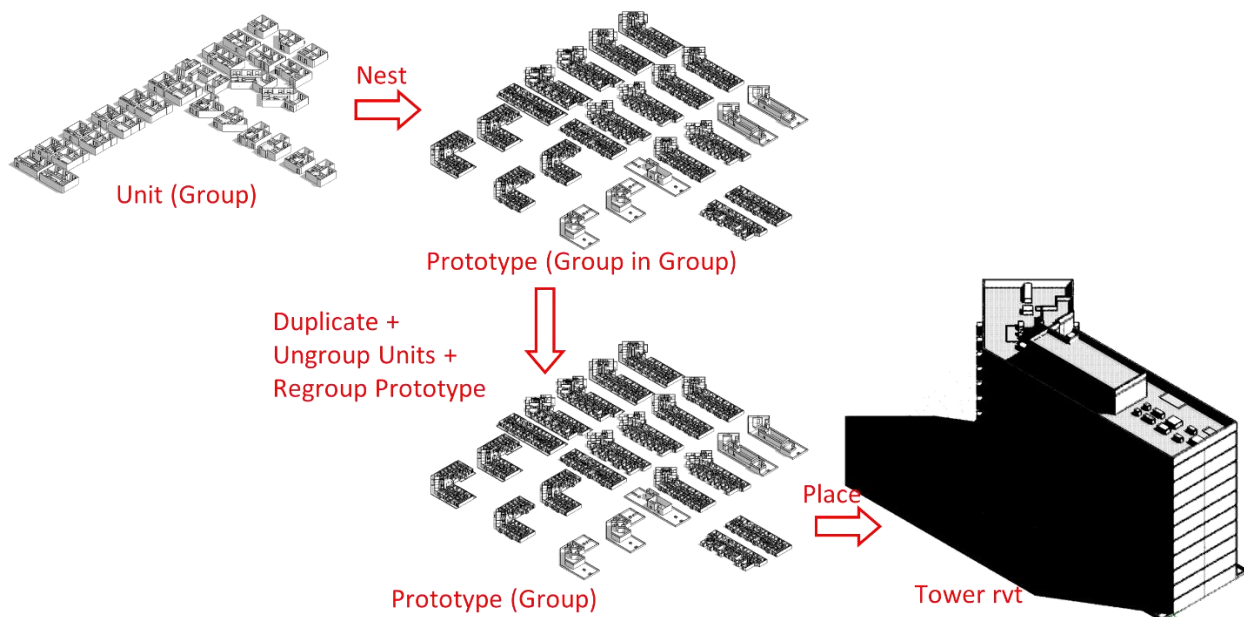 Nest
Unit (Group)
Prototype (Group in Group)
Duplicate +
Ungroup Units +
Regroup Prototype
Place
Prototype (Group)
Tower rvt